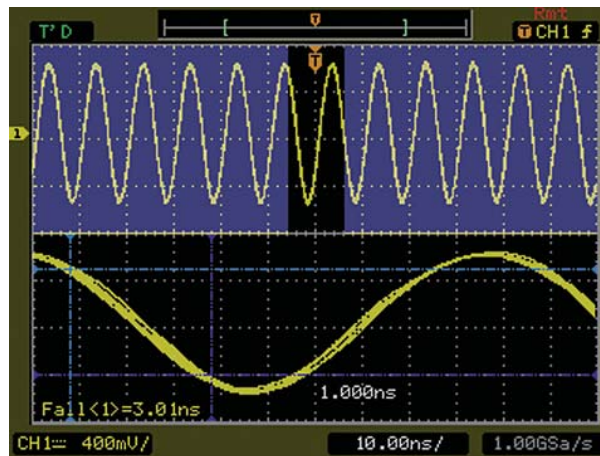 Rmt
T'D
T
T CH1
T
1
1.000ns
Fall<1>=3.01ns
CH1 400mV/
10.00ns/
1.00GSa/s